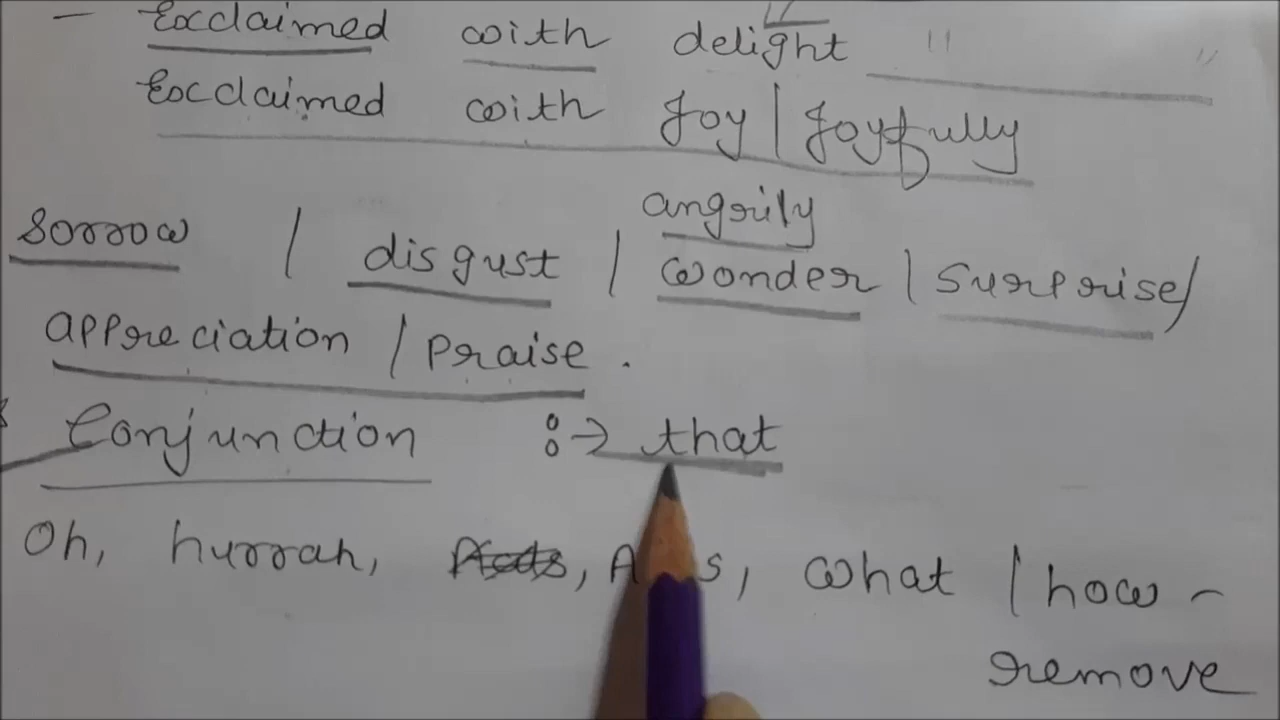 - Exclaimed with delight " "
Exclaimed with Joy | Joyfully
angrily
sorrow / disgust / wonder | surprise/
appreciation / praise.
Conjunction :→ that
Oh, hurrah, , what | how -
remove